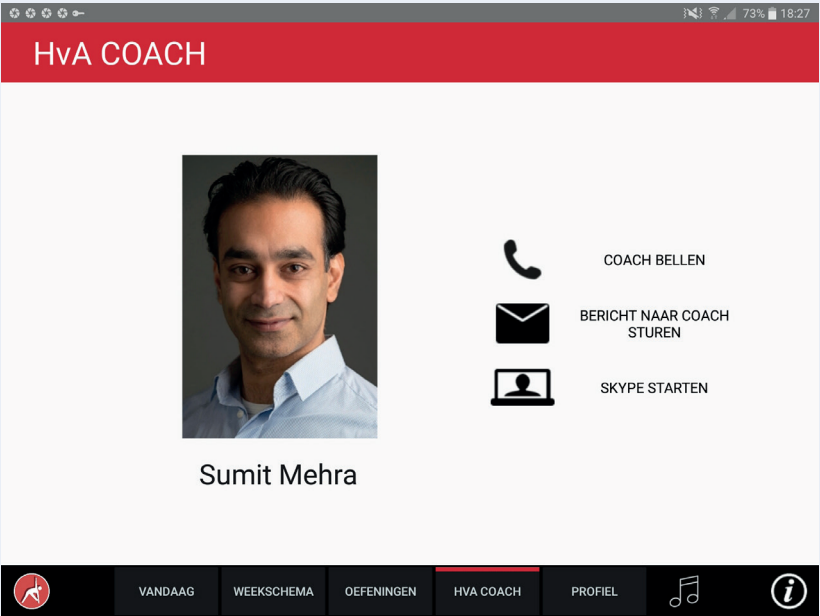 73% 18:27
HvA COACH
COACH BELLEN
BERICHT NAAR COACH
STUREN
SKYPE STARTEN
Sumit Mehra
VANDAAG
WEEKSCHEMA
OEFENINGEN
HVA COACH
PROFIEL
i